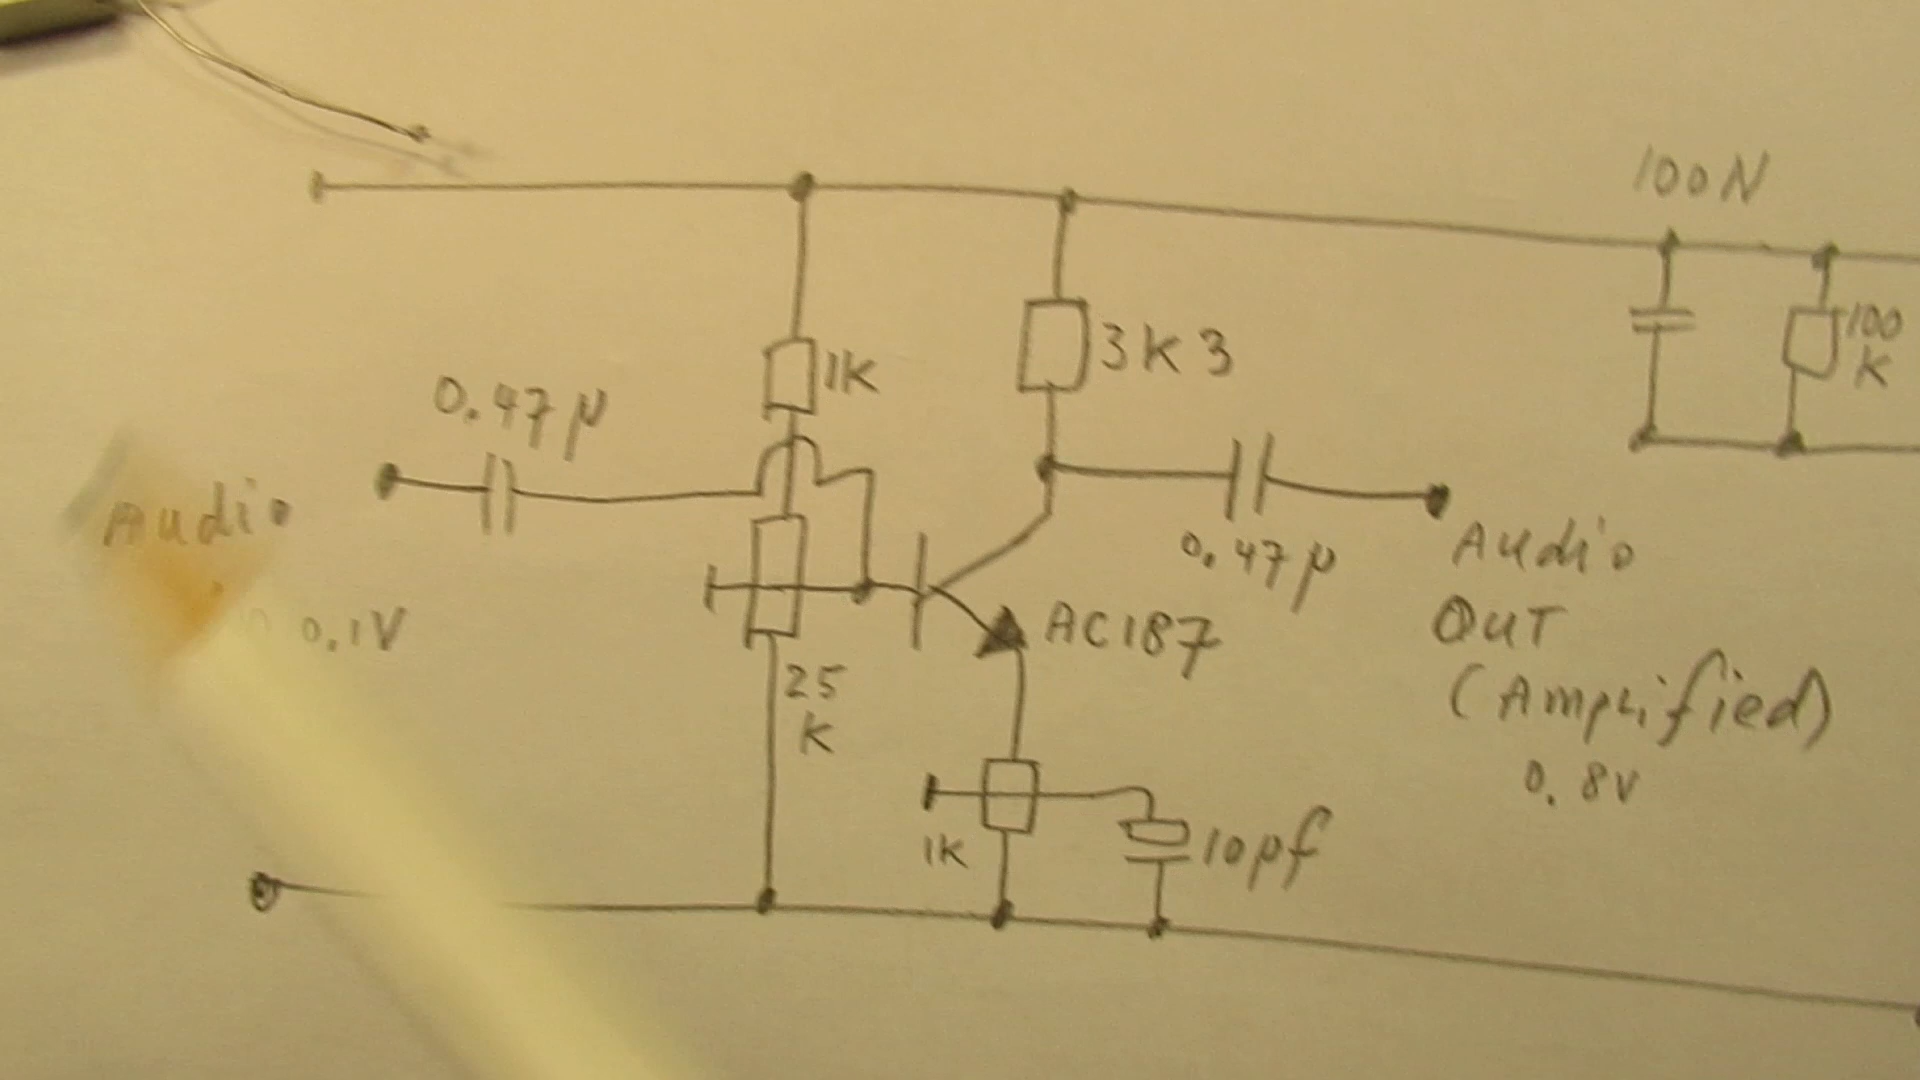 100N
100
K
3K3
1K
0.47µ
Audio
0.1V
0.47µ
Audio
OUT
(Amplified)
0.8V
AC187
25
K
1K
10µf